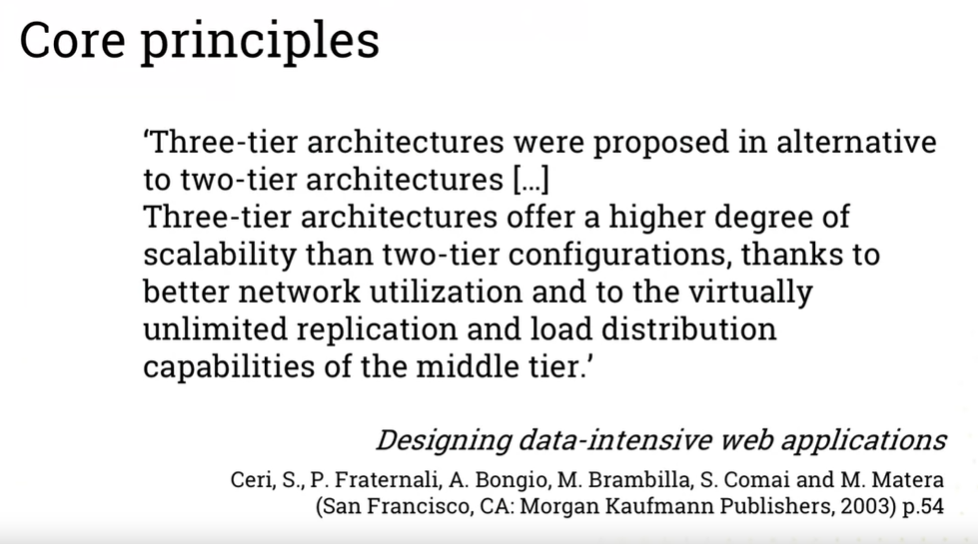 Core principles
‘Three-tier architectures were proposed in alternative
to two-tier architectures [...]
Three-tier architectures offer a higher degree of
scalability than two-tier configurations, thanks to
better network utilization and to the virtually
unlimited replication and load distribution
capabilities of the middle tier.’
Designing data-intensive web applications
Ceri, S., P. Fraternali, A. Bongio, M. Brambilla, S. Comai and M. Matera
(San Francisco, CA: Morgan Kaufmann Publishers, 2003) p.54